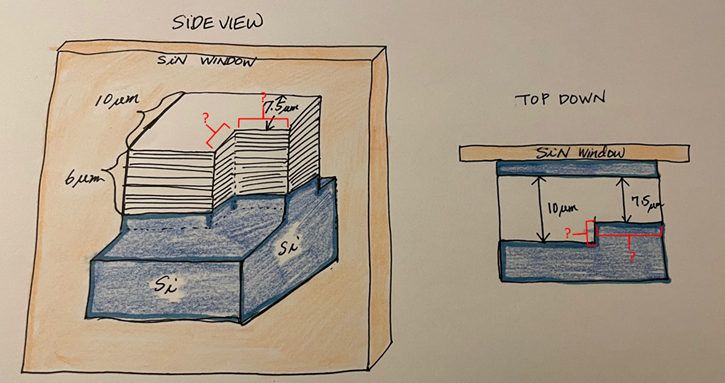 SIDE VIEW
SiN WINDOW
10 μm
?
?
7.5 μm
6 μm
Si
Si
TOP DOWN
SiN Window
10 μm
7.5 μm
?
?